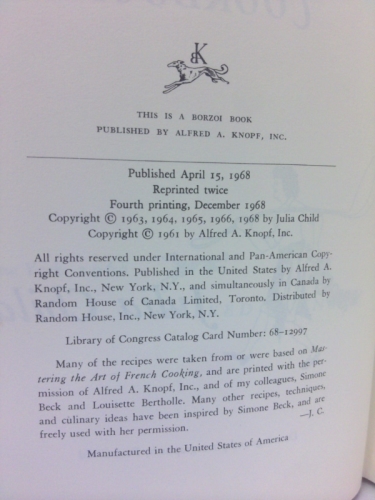 BK
THIS IS A BORZOI BOOK
PUBLISHED BY ALFRED A. KNOPF, INC.
Published April 15, 1968
Reprinted twice
Fourth printing, December 1968
Copyright © 1963, 1964, 1965, 1966, 1968 by Julia Child
Copyright © 1961 by Alfred A. Knopf, Inc.
All rights reserved under International and Pan-American Copy-
right Conventions. Published in the United States by Alfred A.
Knopf, Inc., New York, N.Y., and simultaneously in Canada by
Random House of Canada Limited, Toronto. Distributed by
Random House, Inc., New York, N.Y.
Library of Congress Catalog Card Number: 68-12997
Many of the recipes were taken from or were based on Mas-
tering the Art of French Cooking, and are printed with the per-
mission of Alfred A. Knopf, Inc., and of my colleagues, Simone
Beck and Louisette Bertholle. Many other recipes, techniques,
and culinary ideas have been inspired by Simone Beck, and are
freely used with her permission. —J. C.
Manufactured in the United States of America